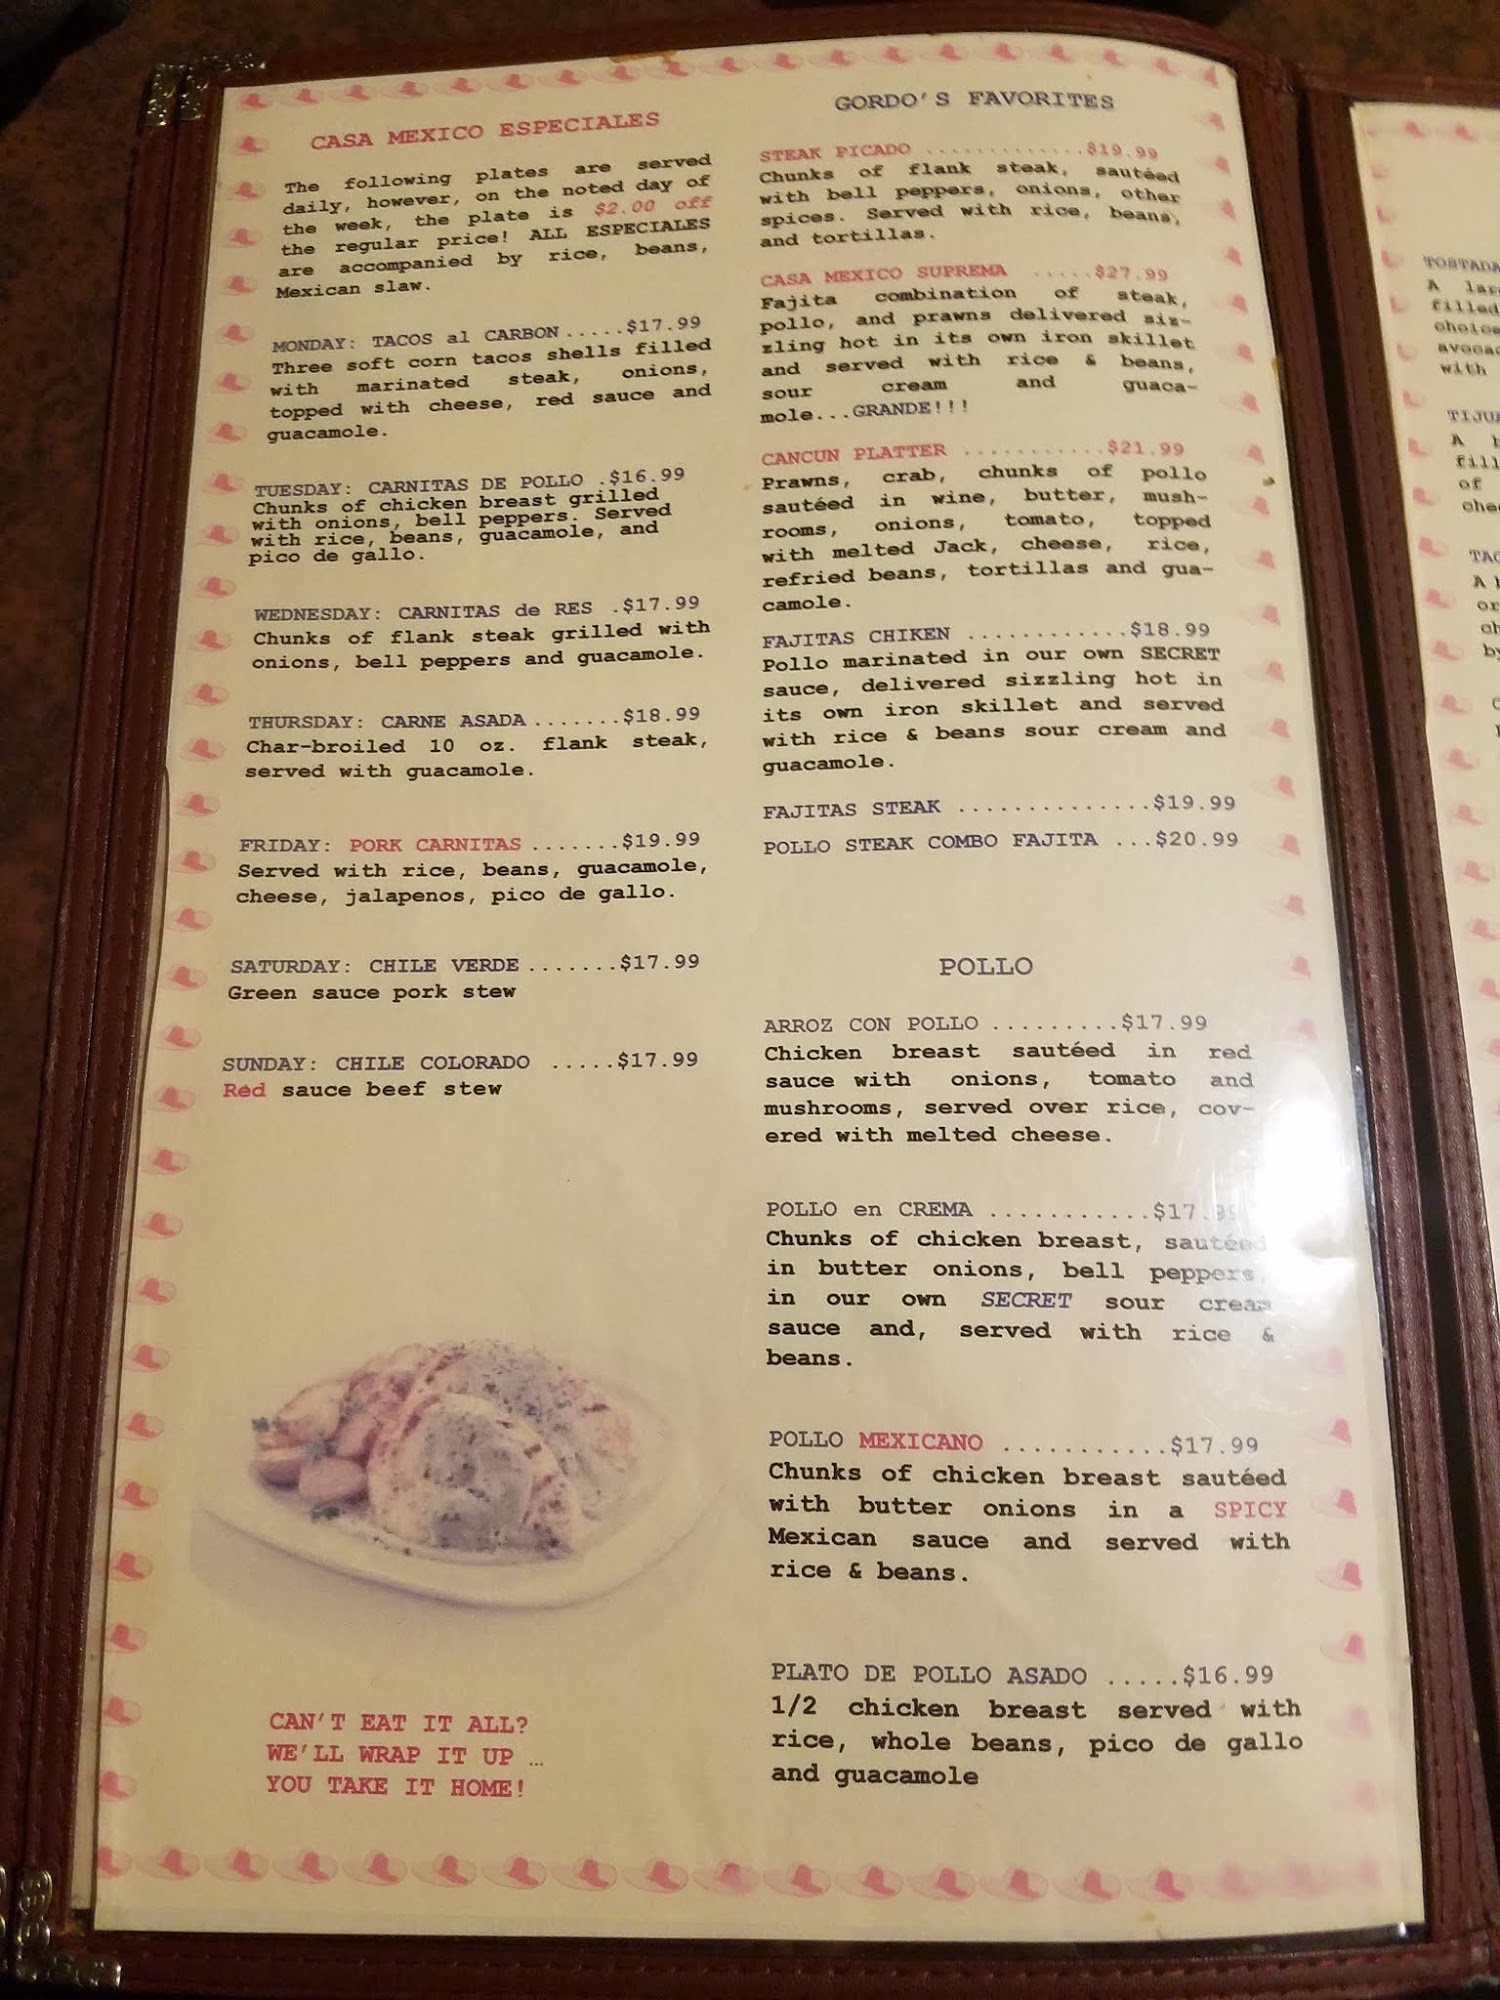 CASA MEXICO ESPECIALES
The following plates are served
daily, however, on the noted day of
the week, the plate is $2.00 off
the regular price! ALL ESPECIALES
are accompanied by rice, beans,
Mexican slaw.
MONDAY: TACOS al CARBON.....$17.99
Three soft corn tacos shells filled
with marinated steak, onions,
topped with cheese, red sauce and
guacamole.
TUESDAY: CARNITAS DE POLLO .$16.99
Chunks of chicken breast grilled
with onions, bell peppers. Served
with rice, beans, guacamole, and
pico de gallo.
WEDNESDAY: CARNITAS de RES .$17.99
Chunks of flank steak grilled with
onions, bell peppers and guacamole.
THURSDAY: CARNE ASADA.......$18.99
Char-broiled 10 oz. flank steak,
served with guacamole.
FRIDAY: PORK CARNITAS.......$19.99
Served with rice, beans, guacamole,
cheese, jalapenos, pico de gallo.
SATURDAY: CHILE VERDE.......$17.99
Green sauce pork stew
SUNDAY: CHILE COLORADO .....$17.99
Red sauce beef stew
CAN'T EAT IT ALL?
WE'LL WRAP IT UP …
YOU TAKE IT HOME!
GORDO'S FAVORITES
STEAK PICADO .............$19.99
Chunks of flank steak, sautéed
with bell peppers, onions, other
spices. Served with rice, beans,
and tortillas.
CASA MEXICO SUPREMA .....$27.99
Fajita combination of steak,
pollo, and prawns delivered siz-
zling hot in its own iron skillet
and served with rice & beans,
sour cream and guaca-
mole...GRANDE!!!
CANCUN PLATTER ...........$21.99
Prawns, crab, chunks of pollo
sautéed in wine, butter, mush-
rooms, onions, tomato, topped
with melted Jack, cheese, rice,
refried beans, tortillas and gua-
camole.
FAJITAS CHIKEN ............$18.99
Pollo marinated in our own SECRET
sauce, delivered sizzling hot in
its own iron skillet and served
with rice & beans sour cream and
guacamole.
FAJITAS STEAK ..............$19.99
POLLO STEAK COMBO FAJITA ...$20.99
POLLO
ARROZ CON POLLO .........$17.99
Chicken breast sautéed in red
sauce with onions, tomato and
mushrooms, served over rice, cov-
ered with melted cheese.
POLLO en CREMA ...........$17.99
Chunks of chicken breast, sautéed
in butter onions, bell peppers,
in our own SECRET sour cream
sauce and, served with rice &
beans.
POLLO MEXICANO ...........$17.99
Chunks of chicken breast sautéed
with butter onions in a SPICY
Mexican sauce and served with
rice & beans.
PLATO DE POLLO ASADO .....$16.99
1/2 chicken breast served with
rice, whole beans, pico de gallo
and guacamole
TOSTADA
A
filled
choice
with
A
of
A
or
by